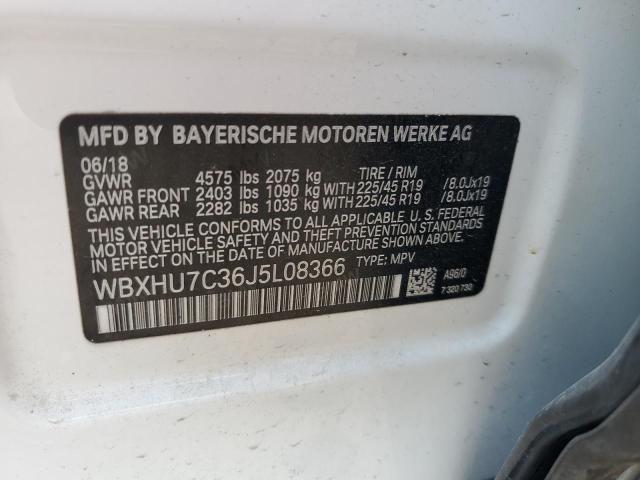 MFD BY BAYERISCHE MOTOREN WERKE AG
06/18
GVWR 4575 lbs 2075 kg TIRE / RIM
GAWR FRONT 2403 lbs 1090 kg WITH 225/45 R19 /8.0Jx19
GAWR REAR 2282 lbs 1035 kg WITH 225/45 R19 /8.0Jx19
THIS VEHICLE CONFORMS TO ALL APPLICABLE U. S. FEDERAL
MOTOR VEHICLE SAFETY AND THEFT PREVENTION STANDARDS
IN EFFECT ON THE DATE OF MANUFACTURE SHOWN ABOVE.
WBXHU7C36J5L08366 TYPE: MPV A96/0
7 320 730